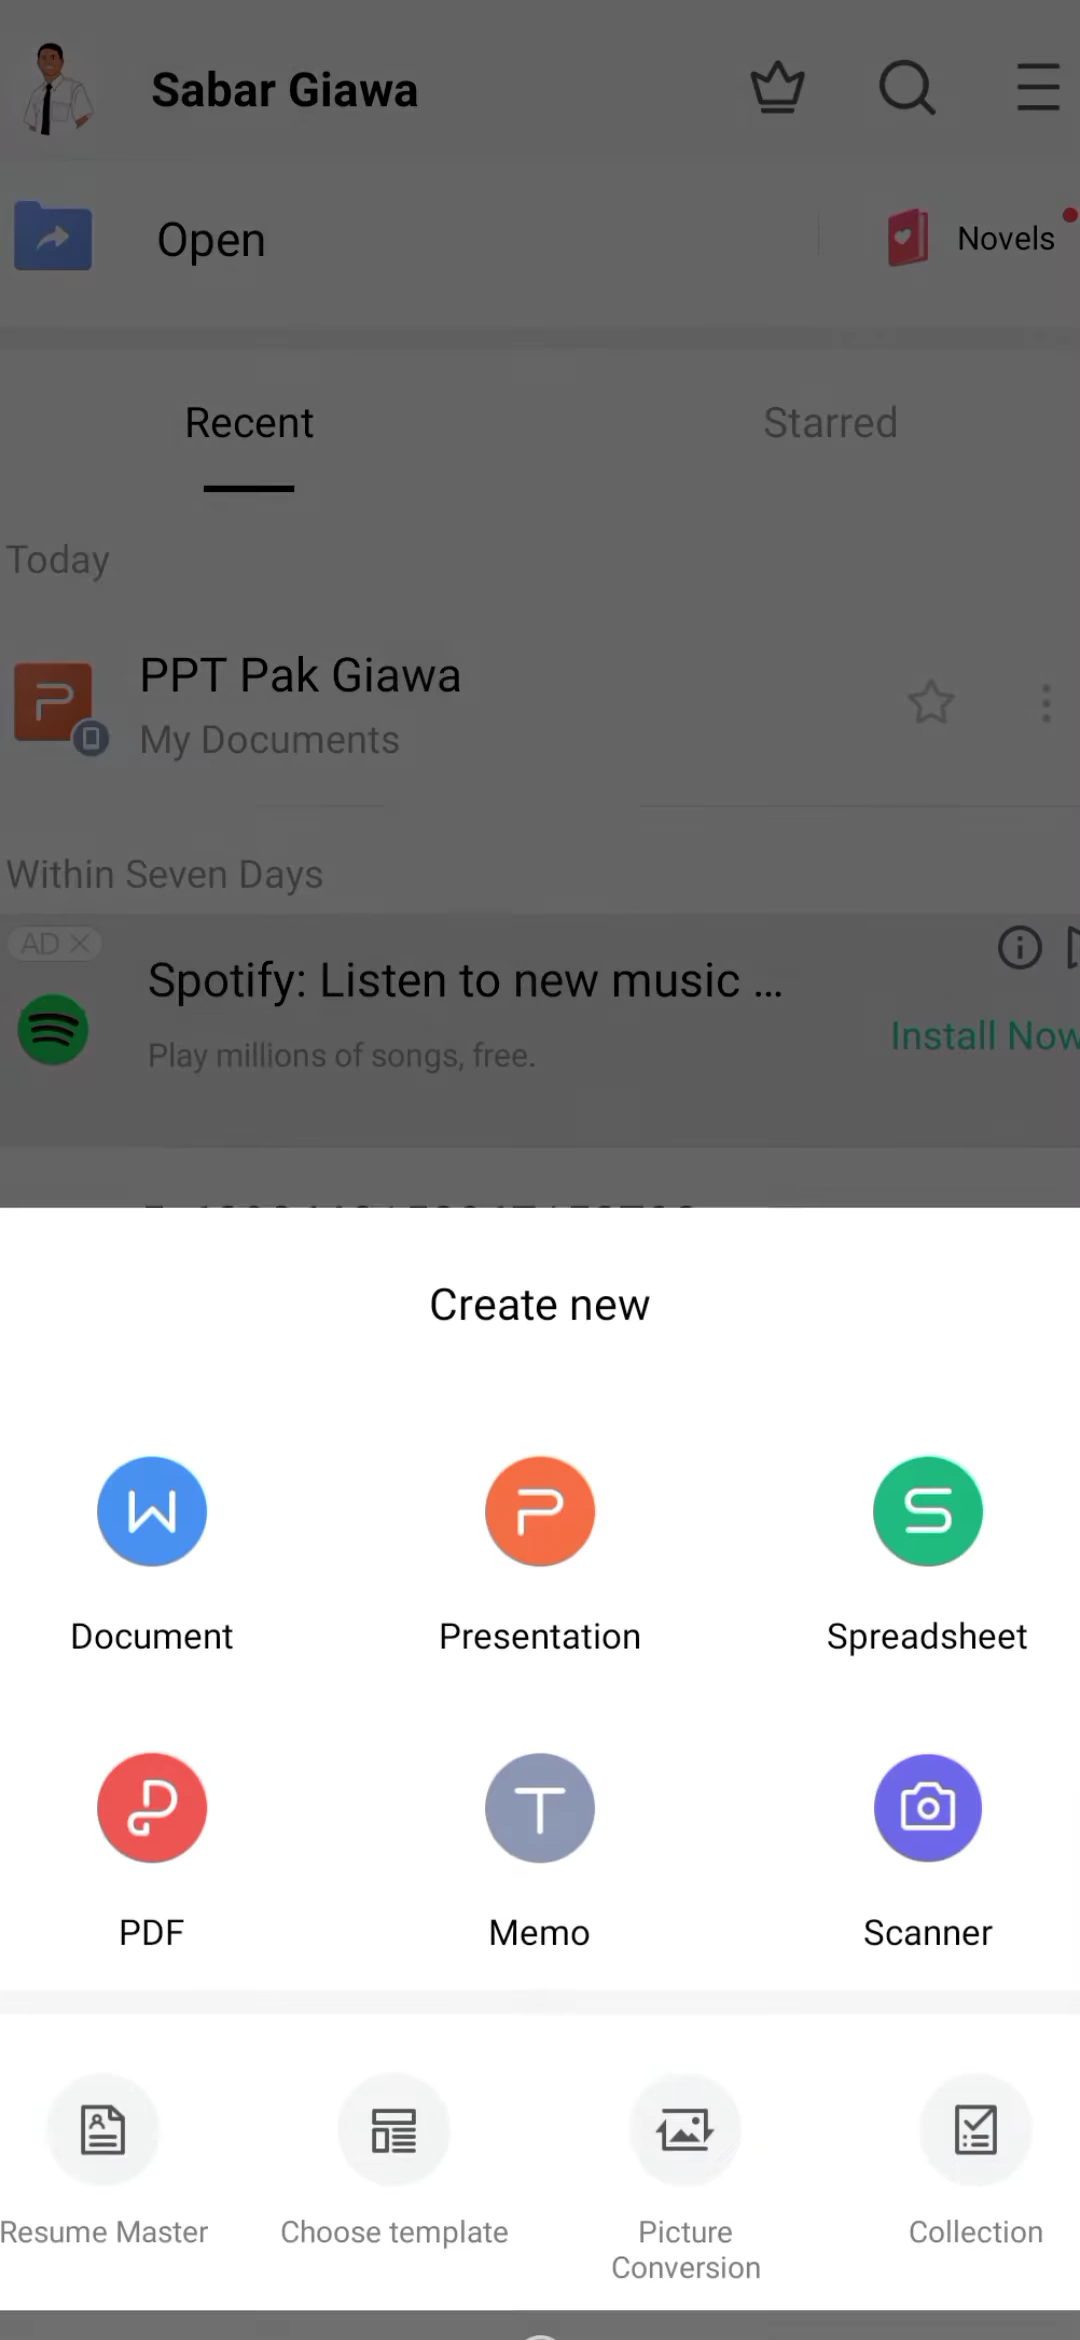 Sabar Giawa
Open
Novels
Recent
Starred
Today
PPT Pak Giawa
My Documents
Within Seven Days
AD
Spotify: Listen to new music ...
Install Now
Play millions of songs, free.
Create new
Document
Presentation
Spreadsheet
PDF
Memo
Scanner
Resume Master
Choose template
Picture
Conversion
Collection